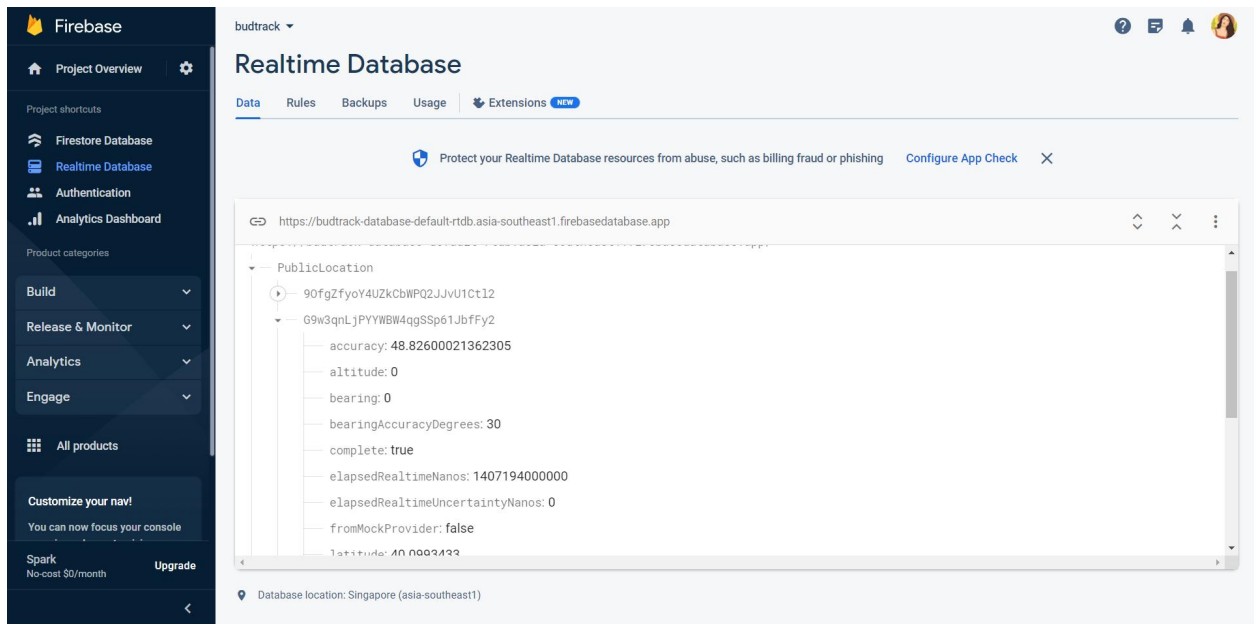 Firebase
Project Overview
Project shortcuts
Firestore Database
Realtime Database
Authentication
Analytics Dashboard
Product categories
Build
Release & Monitor
Analytics
Engage
All products
Customize your nav!
You can now focus your console
Spark
No-cost $0/month
Upgrade
budtrack
Realtime Database
Data Rules Backups Usage Extensions NEW
Protect your Realtime Database resources from abuse, such as billing fraud or phishing Configure App Check
https://budtrack-database-default-rtdb.asia-southeast1.firebasedatabase.app
PublicLocation
9OfgZfyoY4UZkCbWPQ2JJvU1Ctl2
G9w3qnLjPYYWBW4qgSSp61JbfFy2
accuracy: 48.82600021362305
altitude: 0
bearing: 0
bearingAccuracyDegrees: 30
complete: true
elapsedRealtimeNanos: 1407194000000
elapsedRealtimeUncertaintyNanos: 0
fromMockProvider: false
latitude: 40.0993433
Database location: Singapore (asia-southeast1)